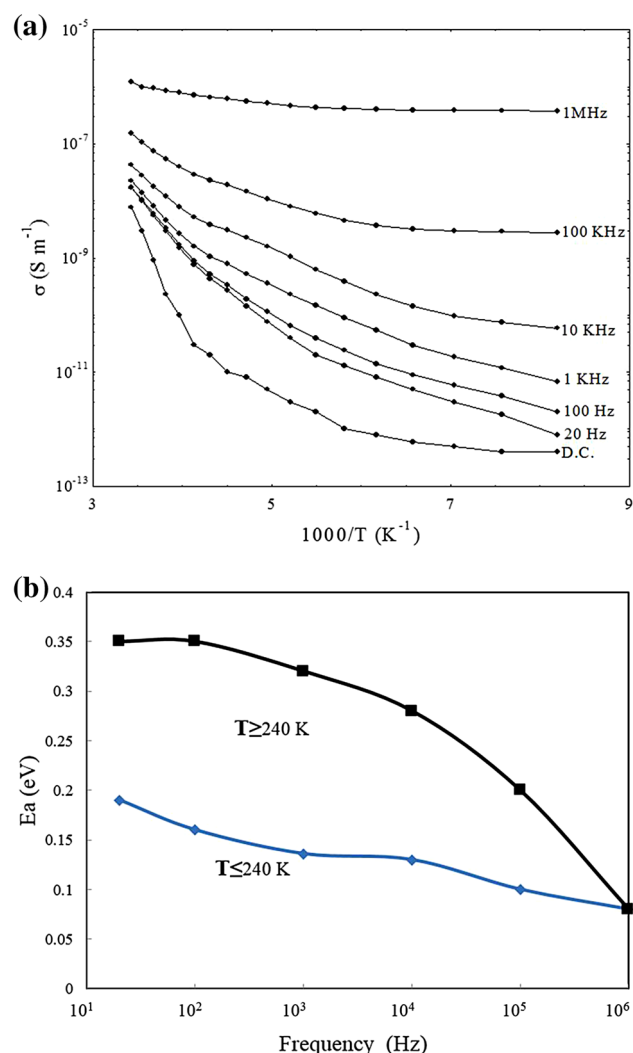 (a)
10⁻⁵
10⁻⁷
10⁻⁹
10⁻¹¹
10⁻¹³
σ (S m⁻¹)
1MHz
100 KHz
10 KHz
1 KHz
100 Hz
20 Hz
D.C.
3 5 7 9
1000/T (K⁻¹)
(b)
0.4
0.35
0.3
0.25
0.2
0.15
0.1
0.05
0
Ea (eV)
T≥240 K
T≤240 K
10¹ 10² 10³ 10⁴ 10⁵ 10⁶
Frequency (Hz)